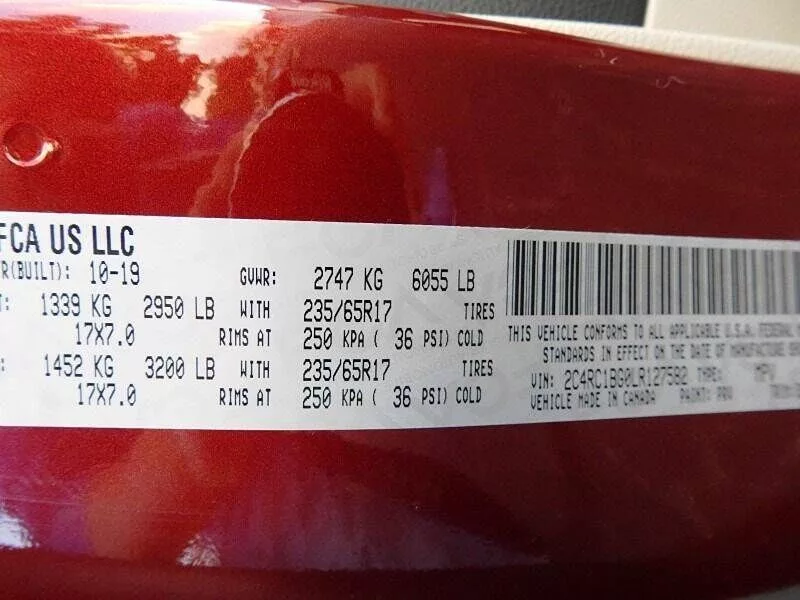 FCA US LLC
R(BUILT): 10-19 GVWR: 2747 KG 6055 LB
T: 1339 KG 2950 LB WITH 235/65R17 TIRES
17X7.0 RIMS AT 250 KPA ( 36 PSI) COLD
: 1452 KG 3200 LB WITH 235/65R17 TIRES
17X7.0 RIMS AT 250 KPA ( 36 PSI) COLD
THIS VEHICLE CONFORMS TO ALL APPLICABLE U.S.A. FEDERAL
STANDARDS IN EFFECT ON THE DATE OF MANUFACTURE
VIN: 2C4RC1BG0LR127582 TYPE: MPV
VEHICLE MADE IN CANADA PAINT: